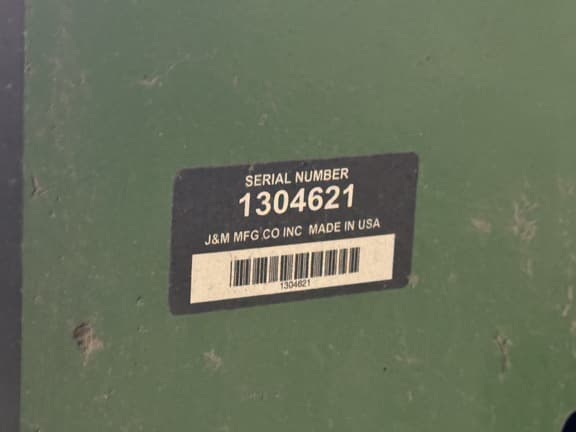 SERIAL NUMBER
1304621
J&M MFG CO INC MADE IN USA
1304621